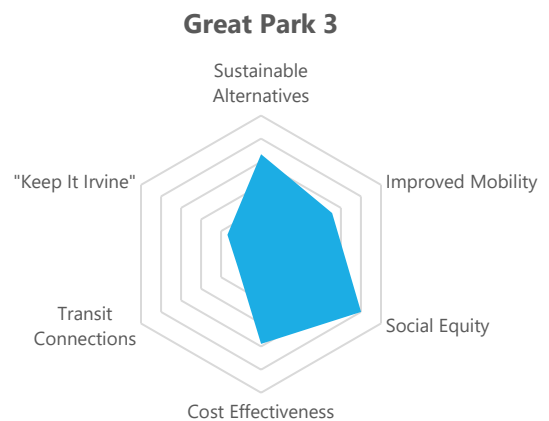 Great Park 3
Sustainable
Alternatives
"Keep It Irvine"
Improved Mobility
Transit
Connections
Social Equity
Cost Effectiveness